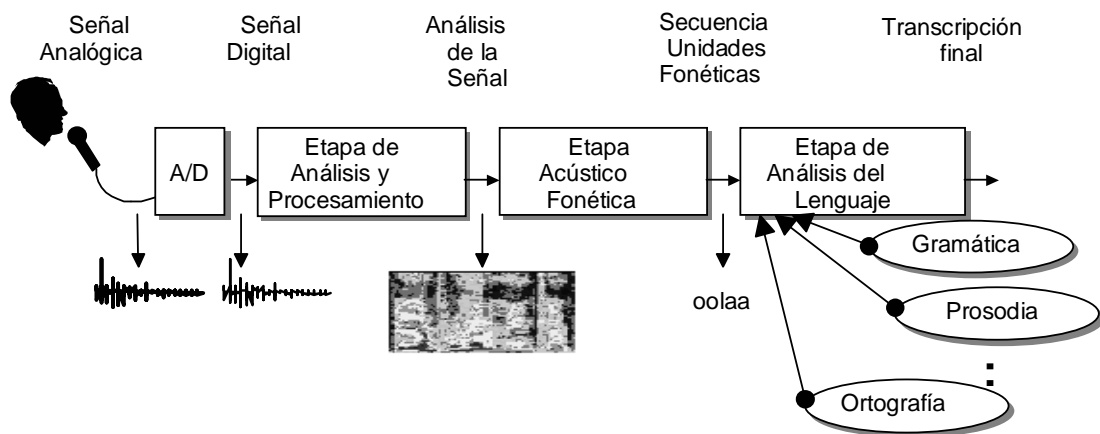 Señal
Analógica
Señal
Digital
Análisis
de la
Señal
Secuencia
Unidades
Fonéticas
Transcripción
final
A/D
Etapa de
Análisis y
Procesamiento
Etapa
Acústico
Fonética
Etapa de
Análisis del
Lenguaje
oolaa
Gramática
Prosodia
Ortografía